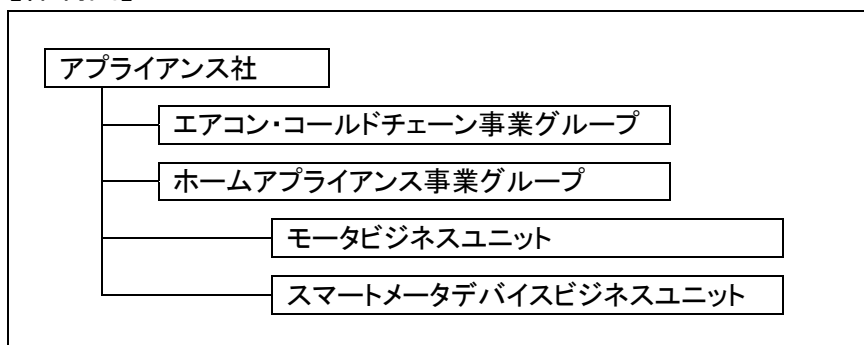 アプライアンス社
エアコン・コールドチェーン事業グループ
ホームアプライアンス事業グループ
モータビジネスユニット
スマートメータデバイスビジネスユニット